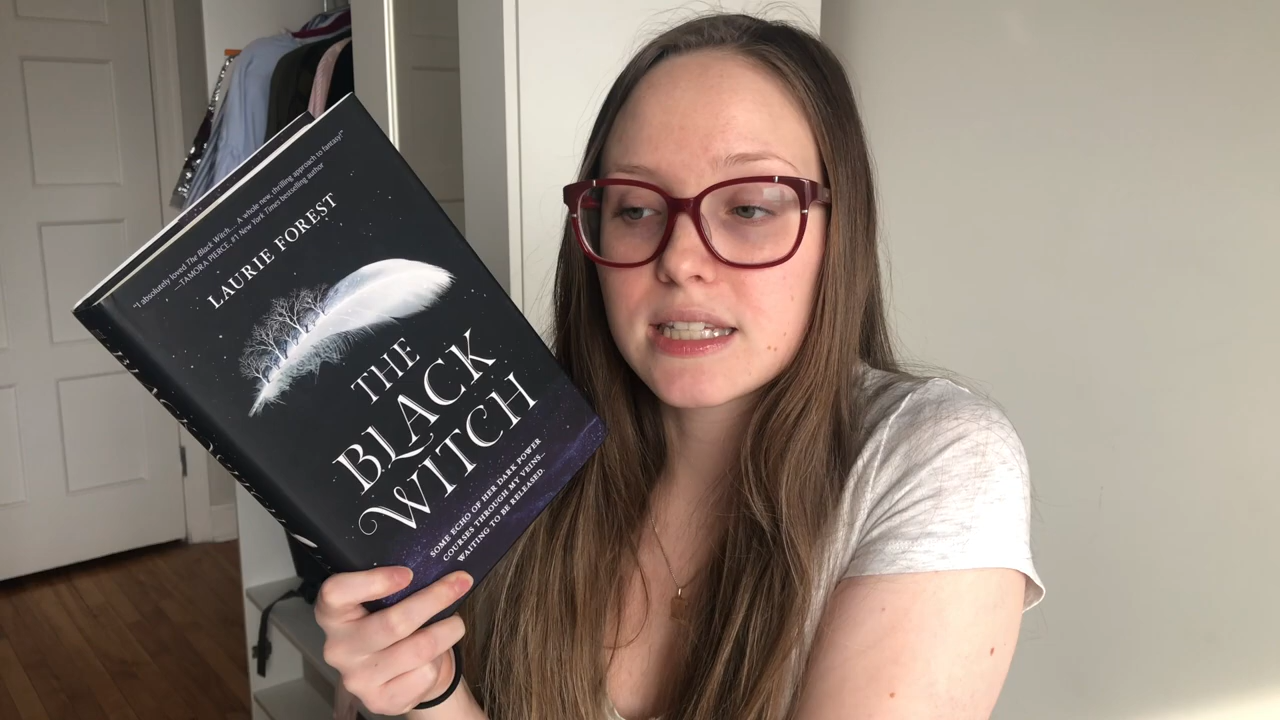 "I absolutely loved The Black Witch.... A whole new, thrilling approach to fantasy!"
—TAMORA PIERCE, #1 New York Times bestselling author
LAURIE FOREST
THE
BLACK
WITCH
SOME ECHO OF HER DARK POWER
COURSES THROUGH MY VEINS...
WAITING TO BE RELEASED.